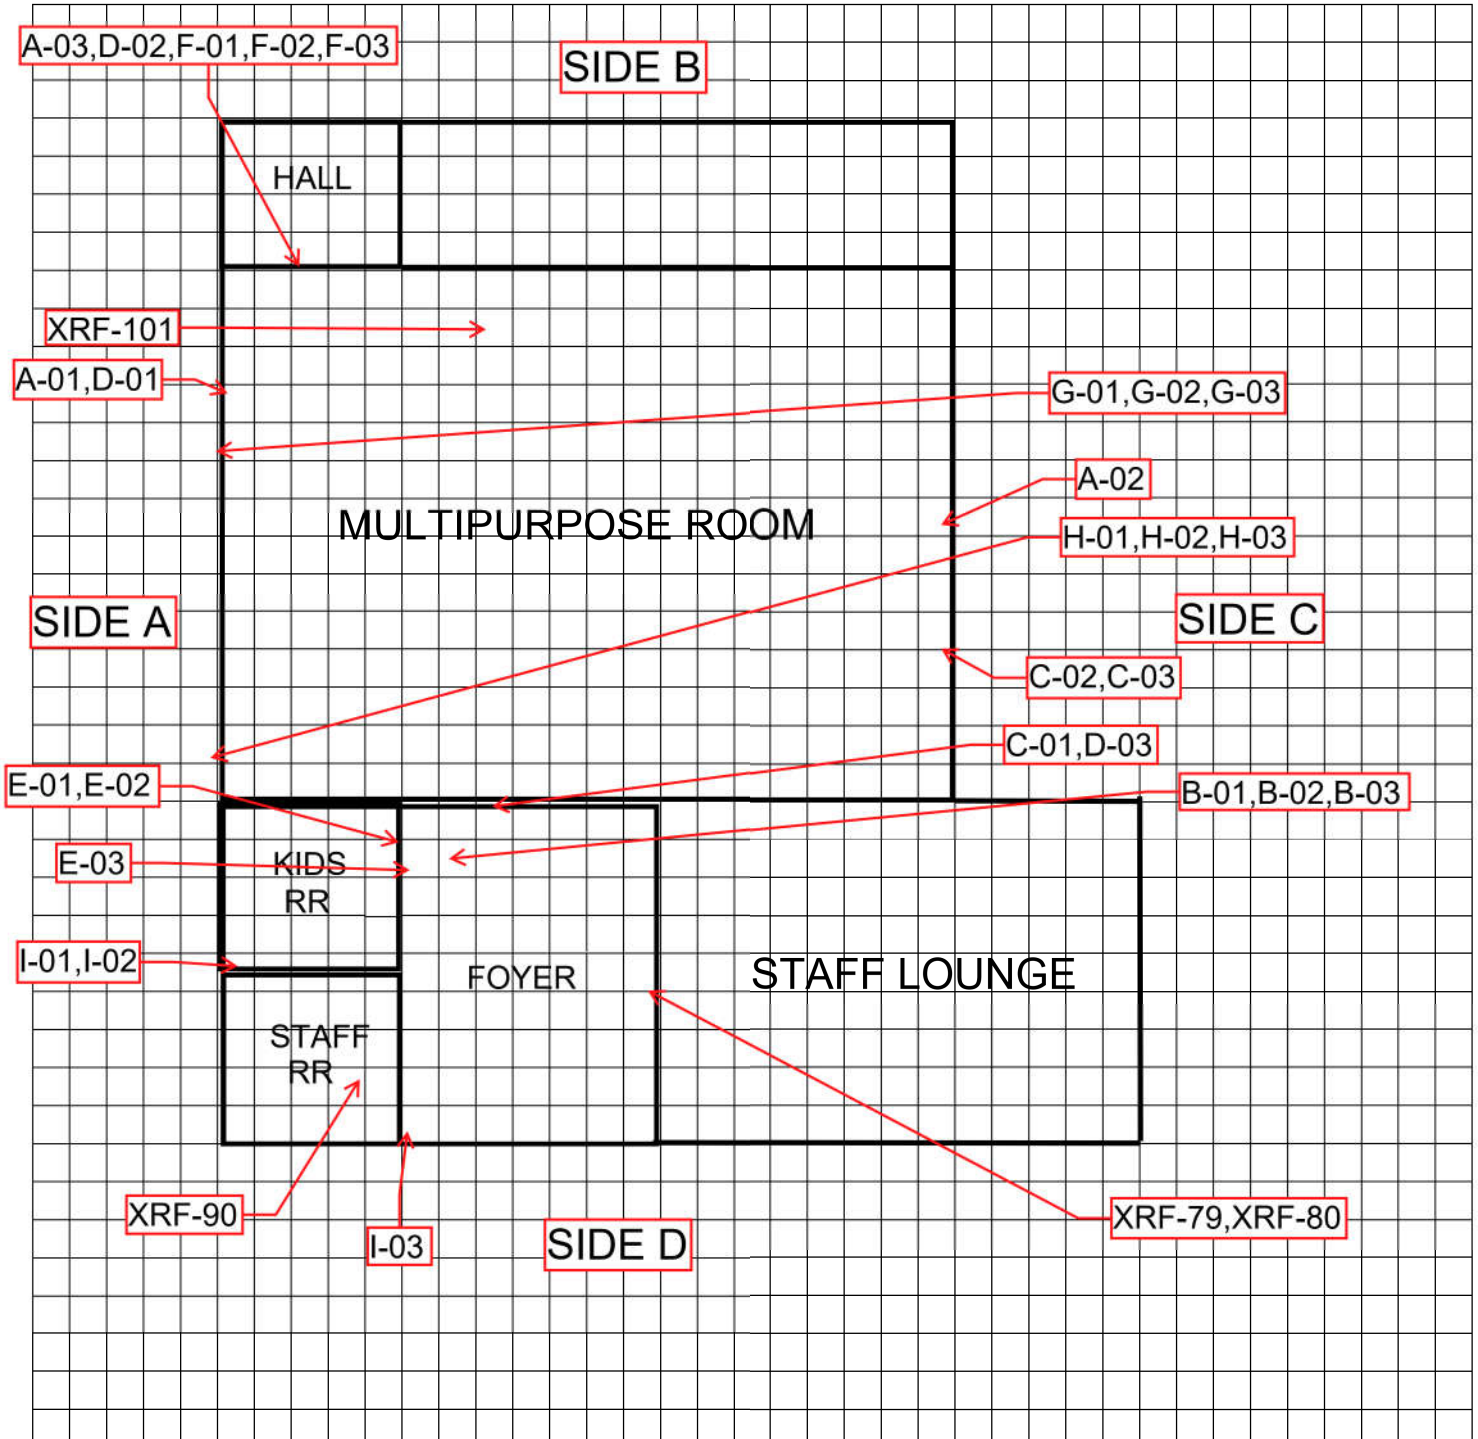 A-03,D-02,F-01,F-02,F-03
SIDE B
HALL
XRF-101
A-01,D-01
G-01,G-02,G-03
A-02
MULTIPURPOSE ROOM
H-01,H-02,H-03
SIDE A
SIDE C
C-02,C-03
C-01,D-03
E-01,E-02
B-01,B-02,B-03
E-03
KIDS
RR
I-01,I-02
FOYER
STAFF LOUNGE
STAFF
RR
XRF-90
XRF-79,XRF-80
I-03
SIDE D